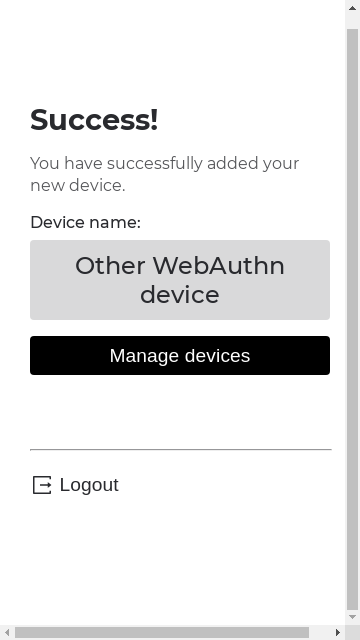 Success!
You have successfully added your
new device.
Device name:
Other WebAuthn
device
Manage devices
Logout